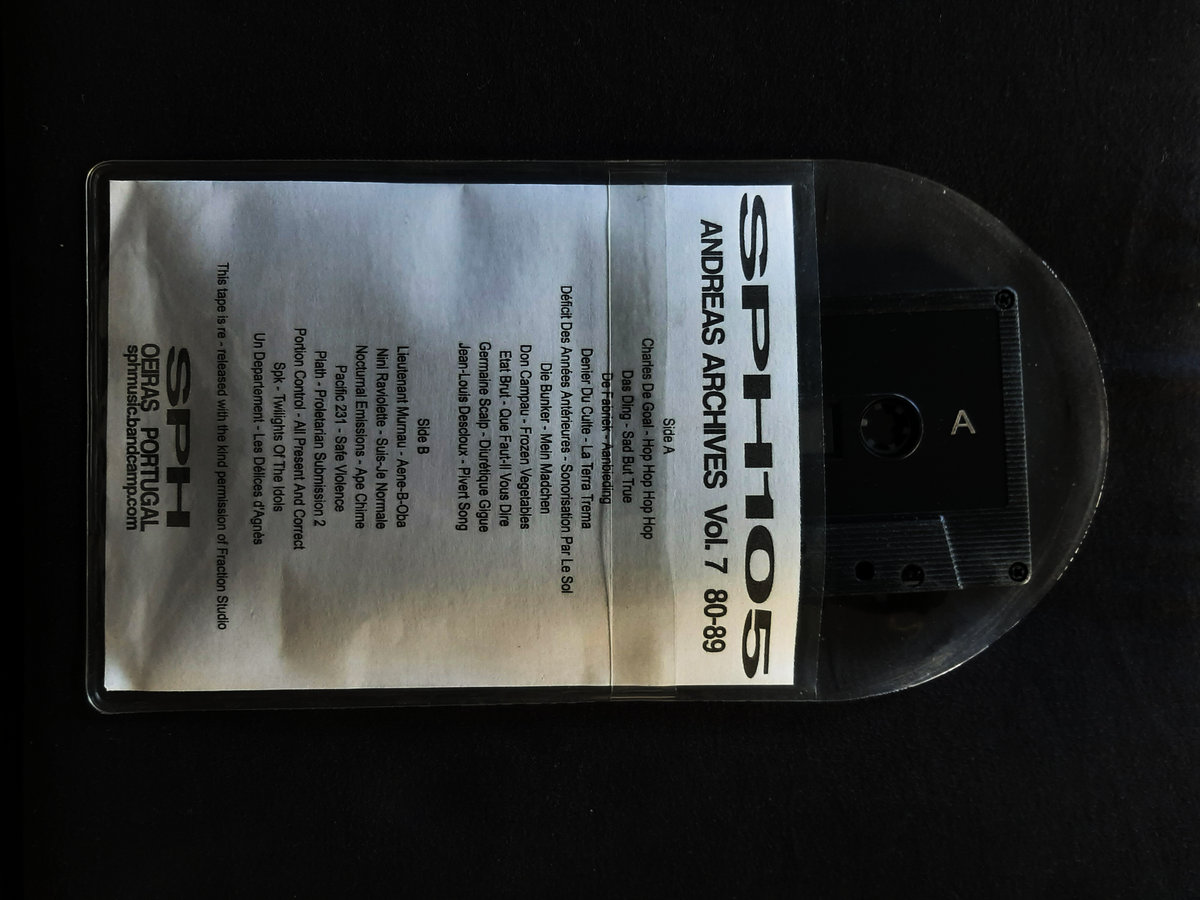 SPH105
ANDREAS ARCHIVES Vol. 7 80-89
Side A
Charles De Goal - Hop Hop Hop Hop
Das Ding - Sad But True
De Fabriek - Aanbieding
Denier Du Culte - La Terra Trema
Déficit Des Années Antérieures - Sonorisation Par Le Sol
Die Bunker - Mein Madchen
Don Campau - Frozen Vegetables
Etat Brut - Que Faut-Il Vous Dire
Germaine Scalp - Diurétique Gigue
Jean-Louis Descloux - Pivert Song
Side B
Lieutenant Murnau - Aene-B-Oba
Nini Raviolette - Suis-Je Normale
Nocturnal Emissions - Ape Chime
Pacific 231 - Safe Violence
Plath - Proletarian Submission 2
Portion Control - All Present And Correct
Spk - Twilights Of The Idols
Un Departement - Les Délices d'Agnès
This tape is re - released with the kind permission of Fraction Studio
SPH
OEIRAS PORTUGAL
sphmusic.bandcamp.com
A